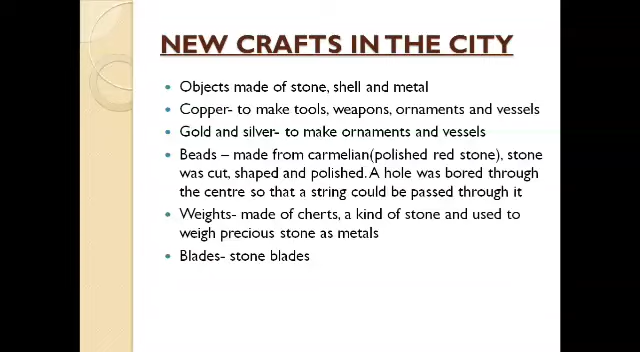 NEW CRAFTS IN THE CITY
• Objects made of stone, shell and metal
• Copper- to make tools, weapons, ornaments and vessels
• Gold and silver- to make ornaments and vessels
• Beads – made from carmelian(polished red stone), stone
was cut, shaped and polished. A hole was bored through
the centre so that a string could be passed through it
• Weights- made of cherts, a kind of stone and used to
weigh precious stone as metals
• Blades- stone blades